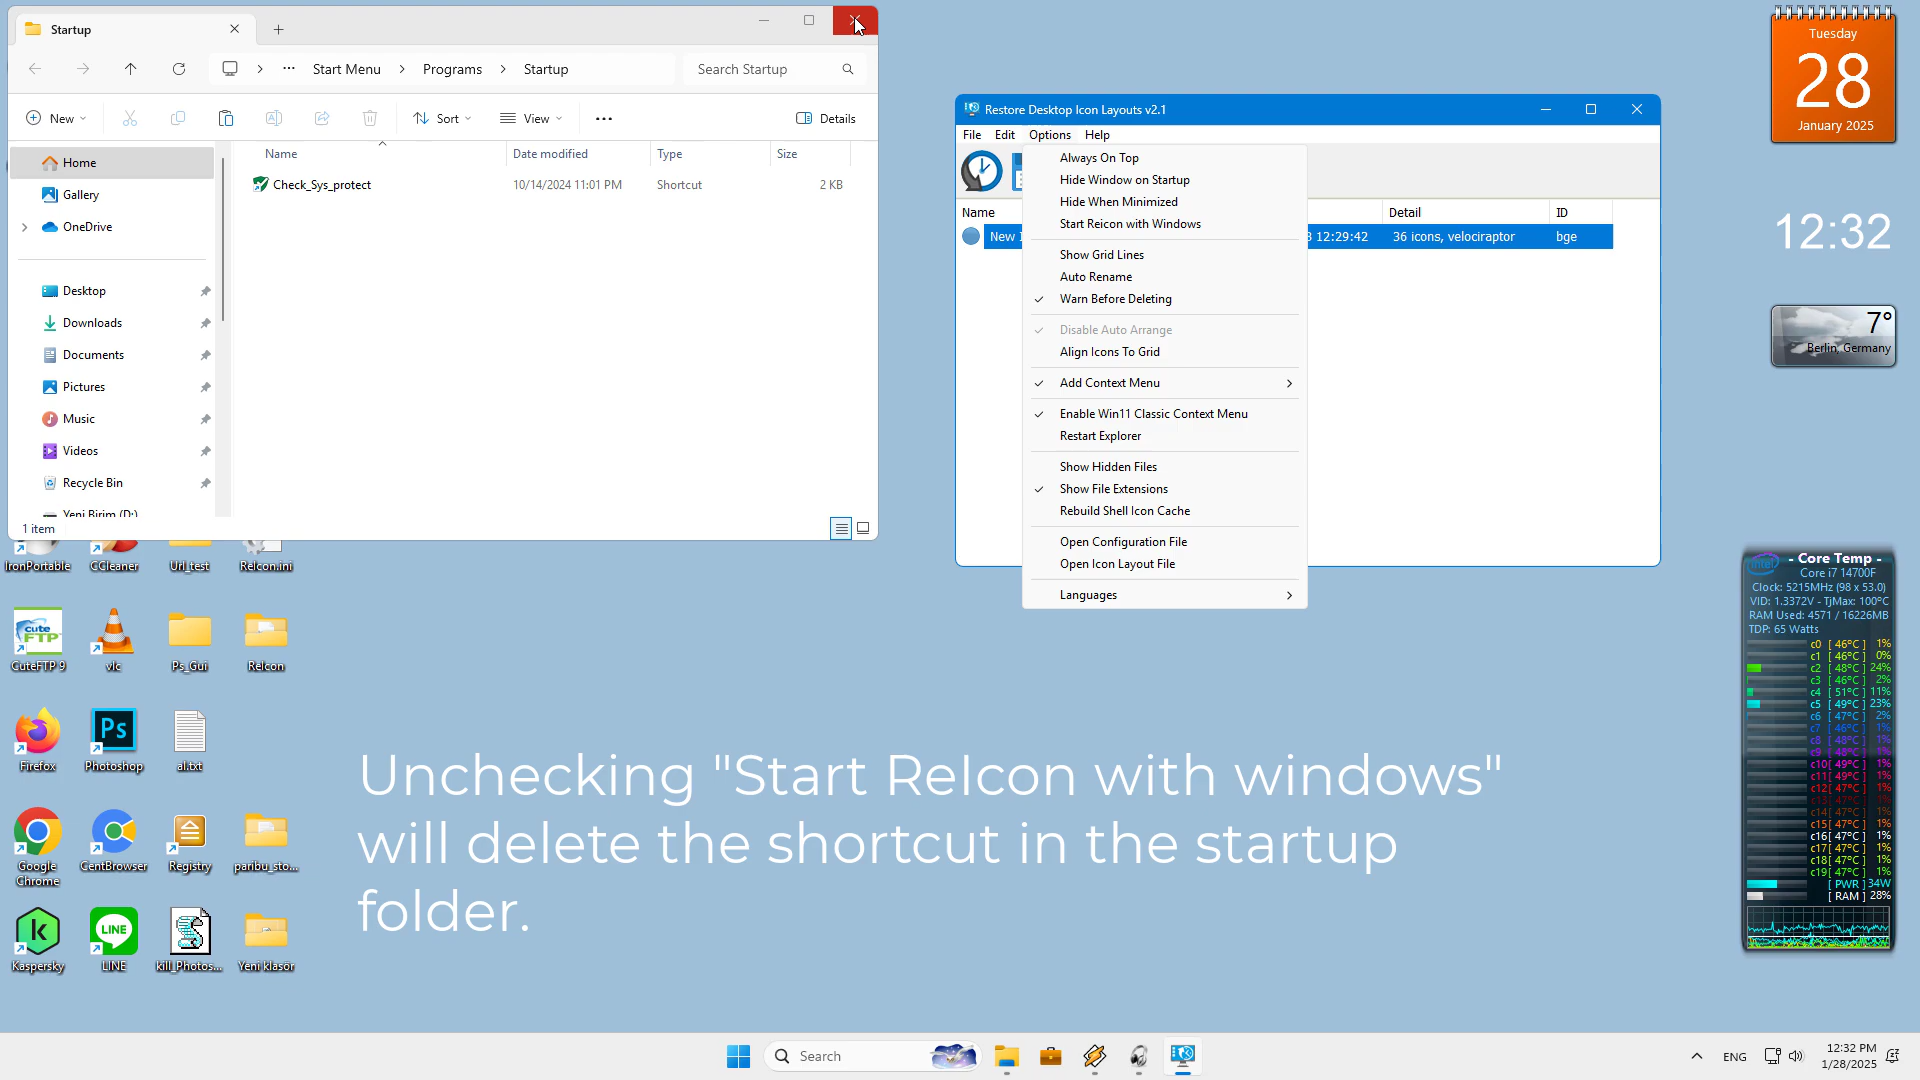 Startup
Start Menu
Programs
Startup
Search Startup
New
Sort
View
Details
Home
Gallery
OneDrive
Desktop
Downloads
Documents
Pictures
Music
Videos
Recycle Bin
Yeni Birim (D:)
Name
Date modified
Type
Size
Check_Sys_protect
10/14/2024 11:01 PM
Shortcut
2 KB
1 item
Restore Desktop Icon Layouts v2.1
File
Edit
Options
Help
Name
Detail
ID
New
12:29:42
36 icons, velociraptor
bge
Always On Top
Hide Window on Startup
Hide When Minimized
Start Reicon with Windows
Show Grid Lines
Auto Rename
Warn Before Deleting
Disable Auto Arrange
Align Icons To Grid
Add Context Menu
Enable Win11 Classic Context Menu
Restart Explorer
Show Hidden Files
Show File Extensions
Rebuild Shell Icon Cache
Open Configuration File
Open Icon Layout File
Languages
Tuesday
28
January 2025
12:32
7°
Berlin, Germany
intel
- Core Temp -
Core i7 14700F
Clock: 5215MHz (98 x 53.0)
VID: 1.3372V - TjMax: 100°C
RAM Used: 4571 / 16226MB
TDP: 65 Watts
c0 [ 46°C ] 1%
c1 [ 46°C ] 0%
c2 [ 48°C ] 24%
c3 [ 46°C ] 2%
c4 [ 51°C ] 11%
c5 [ 49°C ] 23%
c6 [ 47°C ] 2%
c7 [ 46°C ] 1%
c8 [ 48°C ] 1%
c9 [ 48°C ] 1%
c10[ 49°C ] 1%
c11[ 49°C ] 1%
c12[ 47°C ] 1%
c15[ 47°C ] 1%
c16[ 47°C ] 1%
c17[ 47°C ] 1%
c18[ 47°C ] 1%
c19[ 47°C ] 1%
[ PWR ] 34W
[ RAM ] 28%
IronPortable
CCleaner
Url_test
ReIcon.ini
cute
FTP
CuteFTP 9
vlc
Ps_Gui
ReIcon
Firefox
Ps
Photoshop
al.txt
Google
Chrome
CentBrowser
Registry
paribu_sto...
Kaspersky
LINE
LINE
kill_Photos...
Yeni klasör
Unchecking "Start ReIcon with windows"
will delete the shortcut in the startup
folder.
Search
ENG
12:32 PM
1/28/2025